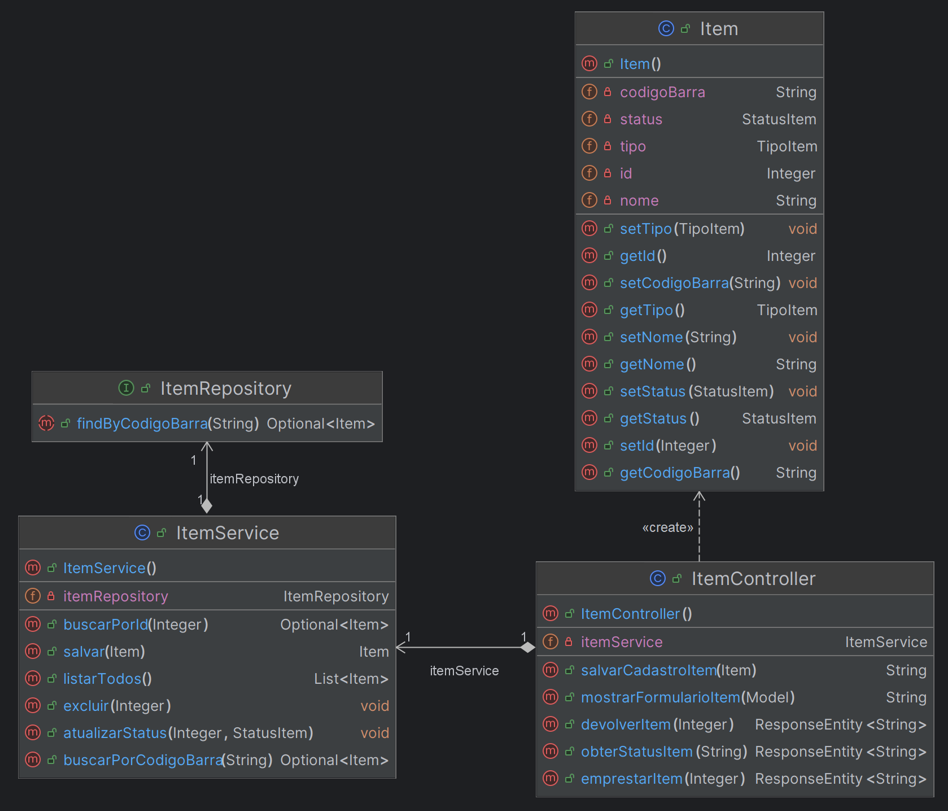 Item
Item()
codigoBarra String
status StatusItem
tipo TipoItem
id Integer
nome String
setTipo(TipoItem) void
getId() Integer
setCodigoBarra(String) void
getTipo() TipoItem
setNome(String) void
getNome() String
setStatus(StatusItem) void
getStatus() StatusItem
setId(Integer) void
getCodigoBarra() String
ItemRepository
findByCodigoBarra(String) Optional<Item>
1
itemRepository
1
ItemService
ItemService()
itemRepository ItemRepository
buscarPorId(Integer) Optional<Item>
salvar(Item) Item
listarTodos() List<Item>
excluir(Integer) void
atualizarStatus(Integer, StatusItem) void
buscarPorCodigoBarra(String) Optional<Item>
1 1
itemService
«create»
ItemController
ItemController()
itemService ItemService
salvarCadastroItem(Item) String
mostrarFormularioItem(Model) String
devolverItem(Integer) ResponseEntity<String>
obterStatusItem(String) ResponseEntity<String>
emprestarItem(Integer) ResponseEntity<String>